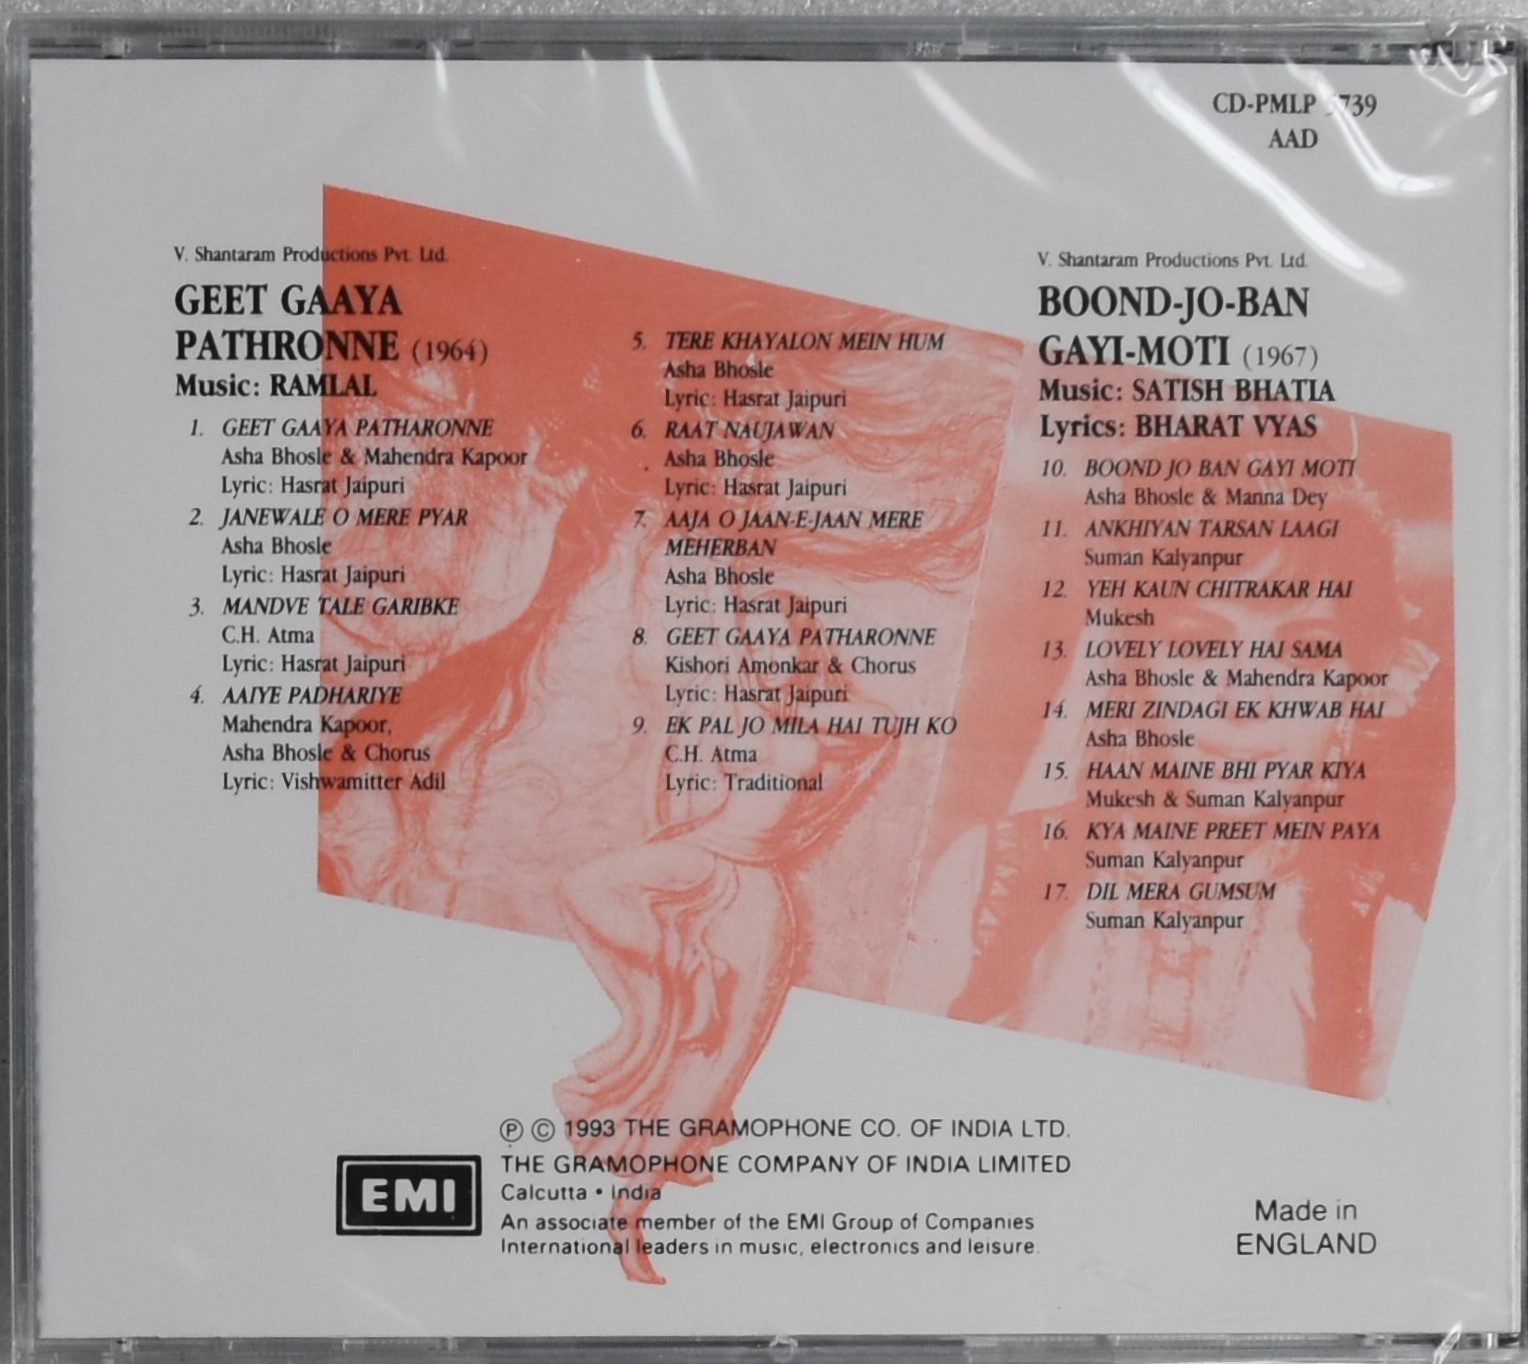 CD-PMLP 5739
AAD
V. Shantaram Productions Pvt. Ltd.
GEET GAAYA
PATHRONNE (1964)
Music: RAMLAL
1. GEET GAAYA PATHARONNE
Asha Bhosle & Mahendra Kapoor
Lyric: Hasrat Jaipuri
2. JANEWALE O MERE PYAR
Asha Bhosle
Lyric: Hasrat Jaipuri
3. MANDVE TALE GARIBKE
C.H. Atma
Lyric: Hasrat Jaipuri
4. AAIYE PADHARIYE
Mahendra Kapoor,
Asha Bhosle & Chorus
Lyric: Vishwamitter Adil
5. TERE KHAYALON MEIN HUM
Asha Bhosle
Lyric: Hasrat Jaipuri
6. RAAT NAUJAWAN
Asha Bhosle
Lyric: Hasrat Jaipuri
7. AAJA O JAAN-E-JAAN MERE
MEHERBAN
Asha Bhosle
Lyric: Hasrat Jaipuri
8. GEET GAAYA PATHARONNE
Kishori Amonkar & Chorus
Lyric: Hasrat Jaipuri
9. EK PAL JO MILA HAI TUJH KO
C.H. Atma
Lyric: Traditional
V. Shantaram Productions Pvt. Ltd.
BOOND-JO-BAN
GAYI-MOTI (1967)
Music: SATISH BHATIA
Lyrics: BHARAT VYAS
10. BOOND JO BAN GAYI MOTI
Asha Bhosle & Manna Dey
11. ANKHIYAN TARSAN LAAGI
Suman Kalyanpur
12. YEH KAUN CHITRAKAR HAI
Mukesh
13. LOVELY LOVELY HAI SAMA
Asha Bhosle & Mahendra Kapoor
14. MERI ZINDAGI EK KHWAB HAI
Asha Bhosle
15. HAAN MAINE BHI PYAR KIYA
Mukesh & Suman Kalyanpur
16. KYA MAINE PREET MEIN PAYA
Suman Kalyanpur
17. DIL MERA GUMSUM
Suman Kalyanpur
℗ © 1993 THE GRAMOPHONE CO. OF INDIA LTD.
EMI
THE GRAMOPHONE COMPANY OF INDIA LIMITED
Calcutta • India
An associate member of the EMI Group of Companies
International leaders in music, electronics and leisure.
Made in
ENGLAND